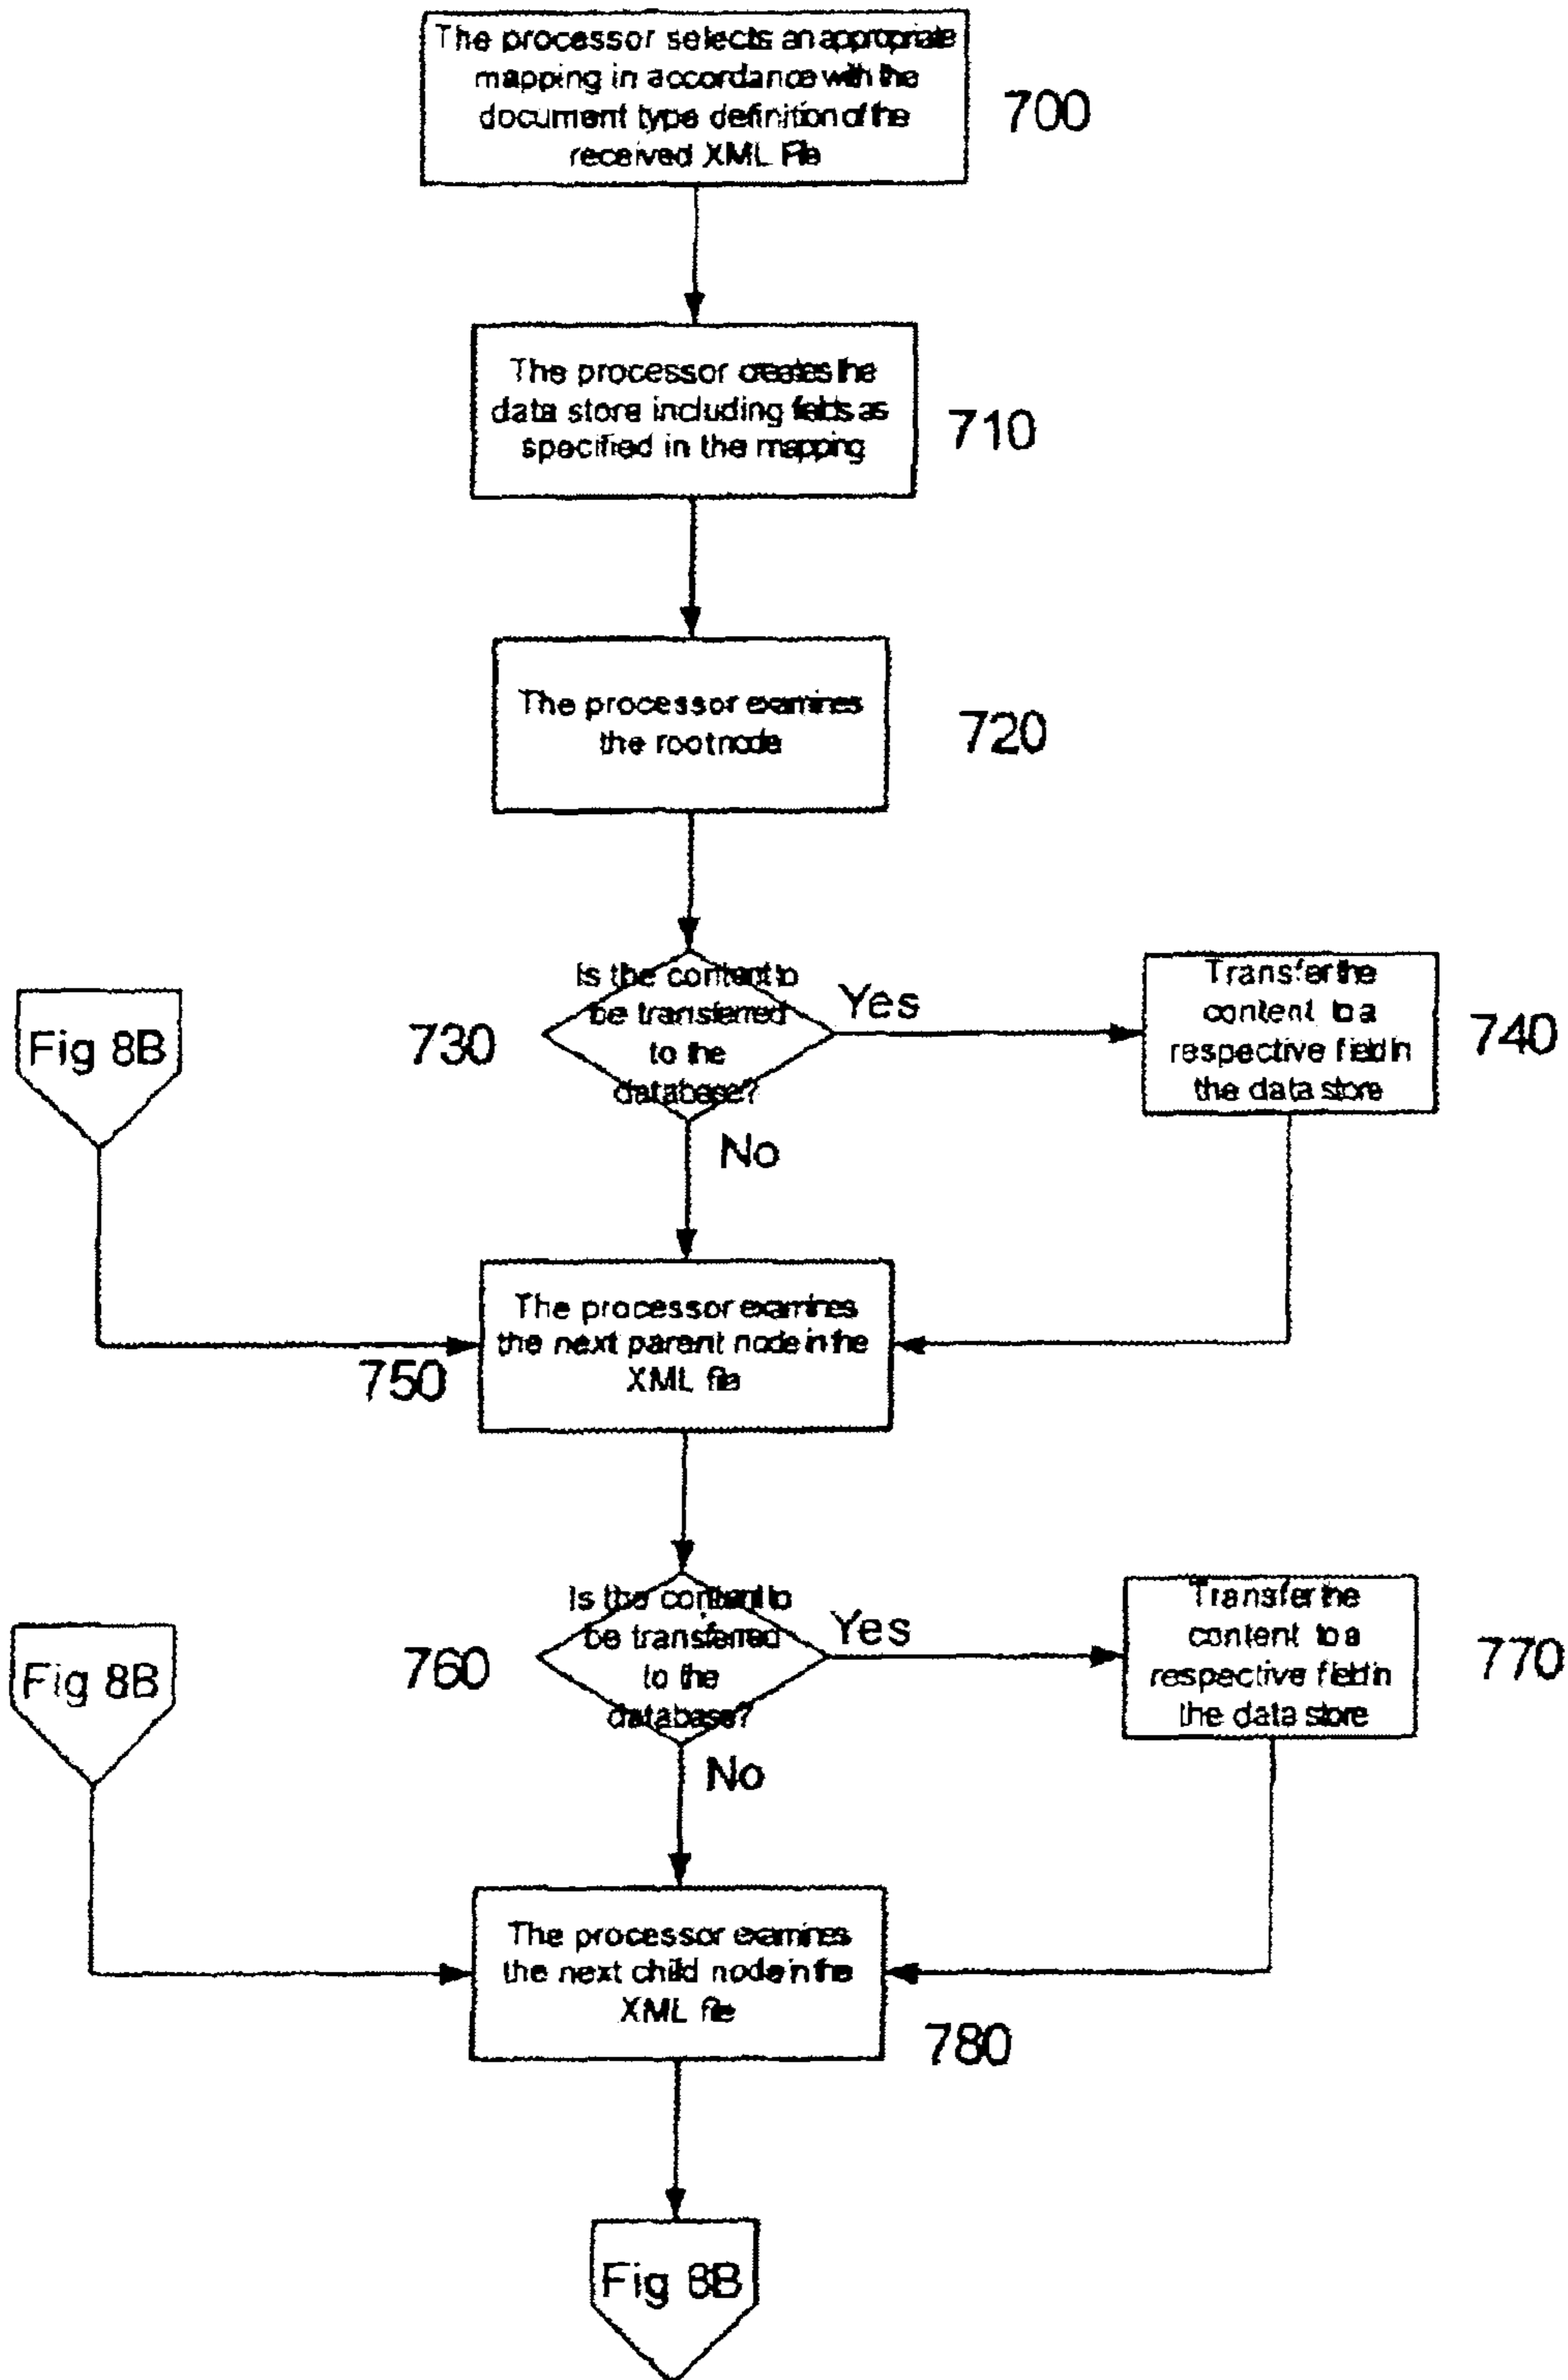 The processor selects an appropriate
mapping in accordance with the
document type definition of the
received XML File
700
The processor creates the
data store including fields as
specified in the mapping
710
The processor examines
the root node
720
Is the content to
be transferred
to the
database?
730
Yes
Transfer the
content to a
respective field in
the data store
740
Fig 8B
No
The processor examines
the next parent node in the
XML file
750
Is the content to
be transferred
to the
database?
760
Yes
Transfer the
content to a
respective field in
the data store
770
Fig 8B
No
The processor examines
the next child node in the
XML file
780
Fig 8B